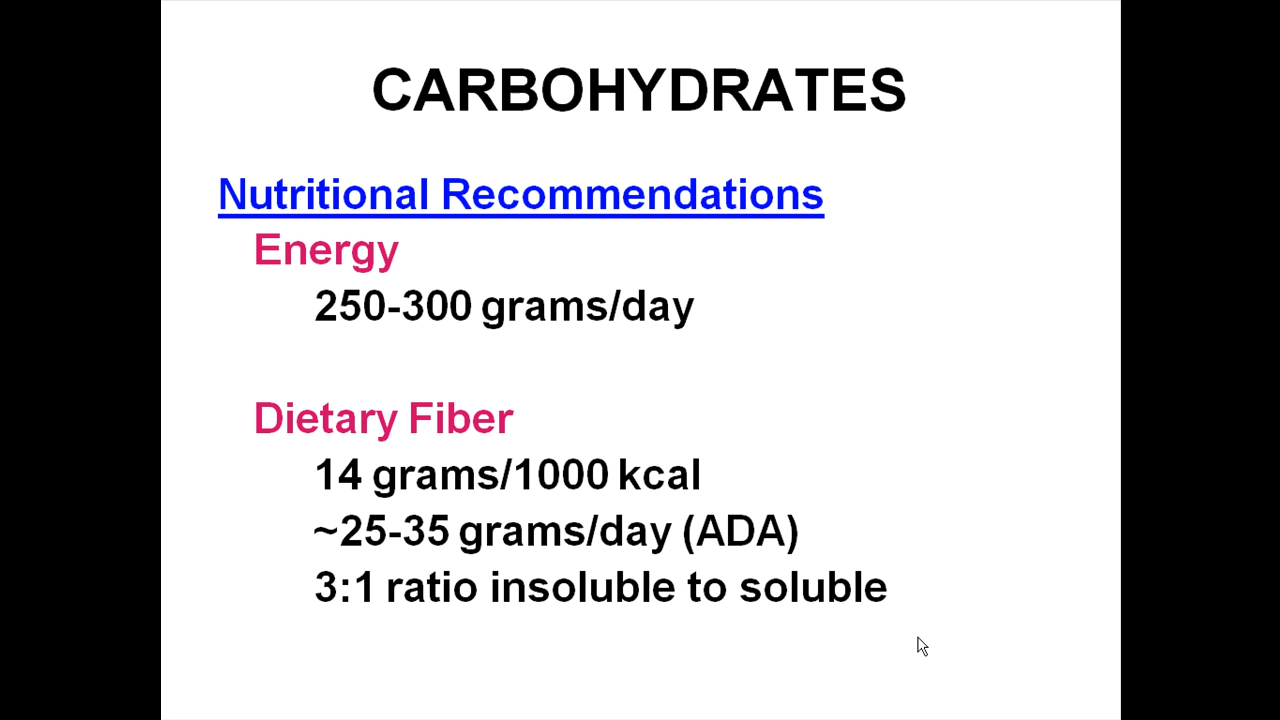 CARBOHYDRATES
Nutritional Recommendations
Energy
250-300 grams/day
Dietary Fiber
14 grams/1000 kcal
~25-35 grams/day (ADA)
3:1 ratio insoluble to soluble